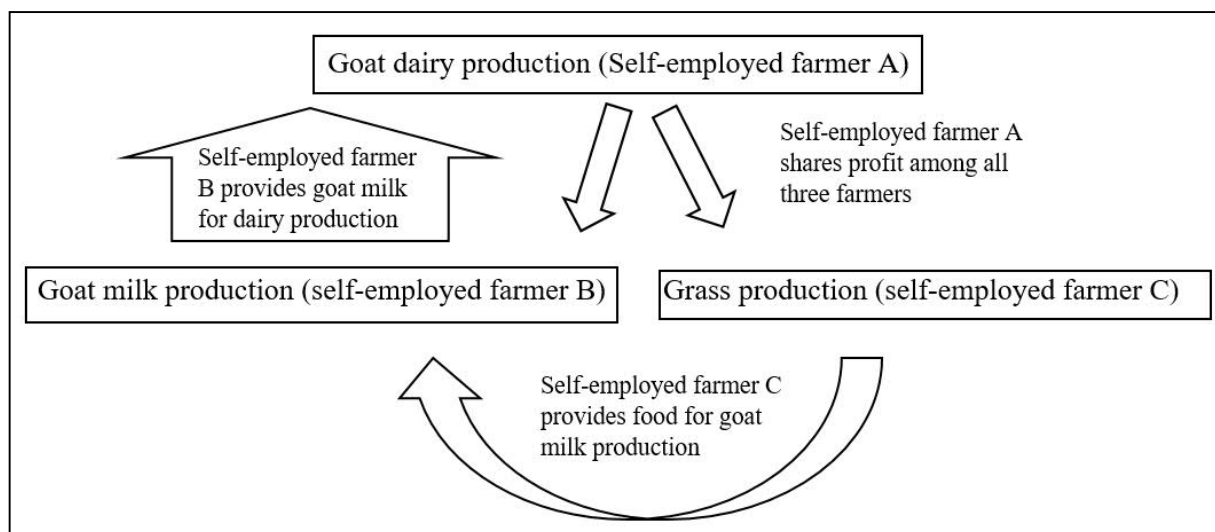 Goat dairy production (Self-employed farmer A)
Self-employed farmer
B provides goat milk
for dairy production
Self-employed farmer A
shares profit among all
three farmers
Goat milk production (self-employed farmer B)
Grass production (self-employed farmer C)
Self-employed farmer C
provides food for goat
milk production